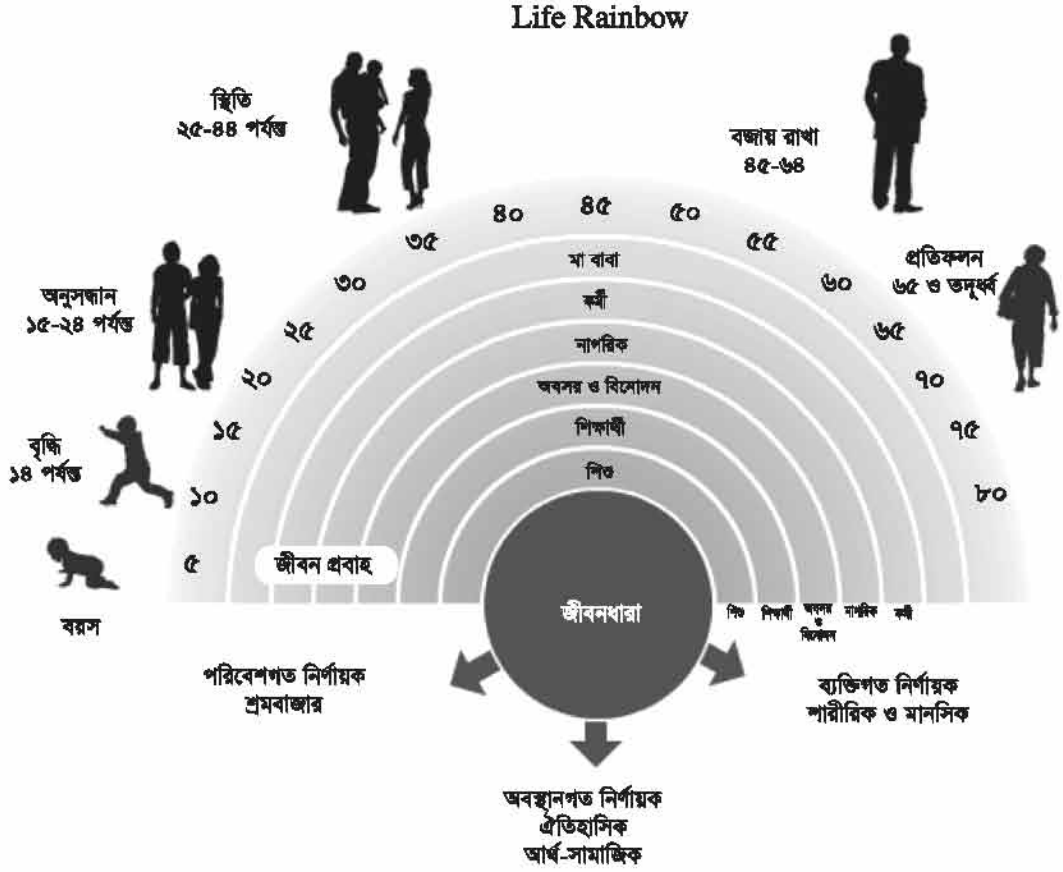 Life Rainbow
স্থিতি
২৫-৪৪ পর্যন্ত
বজায় রাখা
৪৫-৬৪
অনুসন্ধান
১৫-২৪ পর্যন্ত
প্রতিফলন
৬৫ ও তদূর্ধ্ব
বৃদ্ধি
১৪ পর্যন্ত
বয়স
৫
১০
১৫
২০
২৫
৩০
৩৫
৪০
৪৫
৫০
৫৫
৬০
৬৫
৭০
৭৫
৮০
মা বাবা
কর্মী
নাগরিক
অবসর ও বিনোদন
শিক্ষার্থী
শিশু
জীবন প্রবাহ
জীবনধারা
শিশু
শিক্ষার্থী
অবসর
ও
বিনোদন
নাগরিক
কর্মী
পরিবেশগত নির্ণায়ক
শ্রমবাজার
ব্যক্তিগত নির্ণায়ক
শারীরিক ও মানসিক
অবস্থানগত নির্ণায়ক
ঐতিহাসিক
আর্থ-সামাজিক